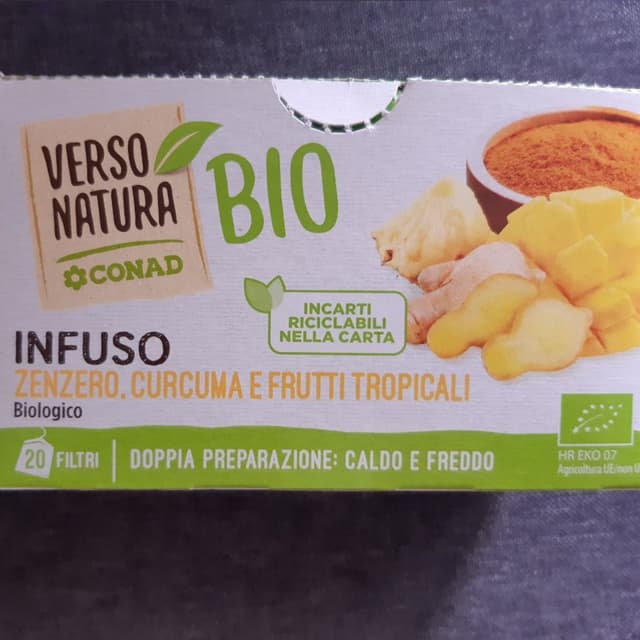 VERSO
NATURA
CONAD
BIO
INCARTI
RICICLABILI
NELLA CARTA
INFUSO
ZENZERO, CURCUMA E FRUTTI TROPICALI
Biologico
20 FILTRI
DOPPIA PREPARAZIONE: CALDO E FREDDO
HR EKO 07
Agricoltura UE/non